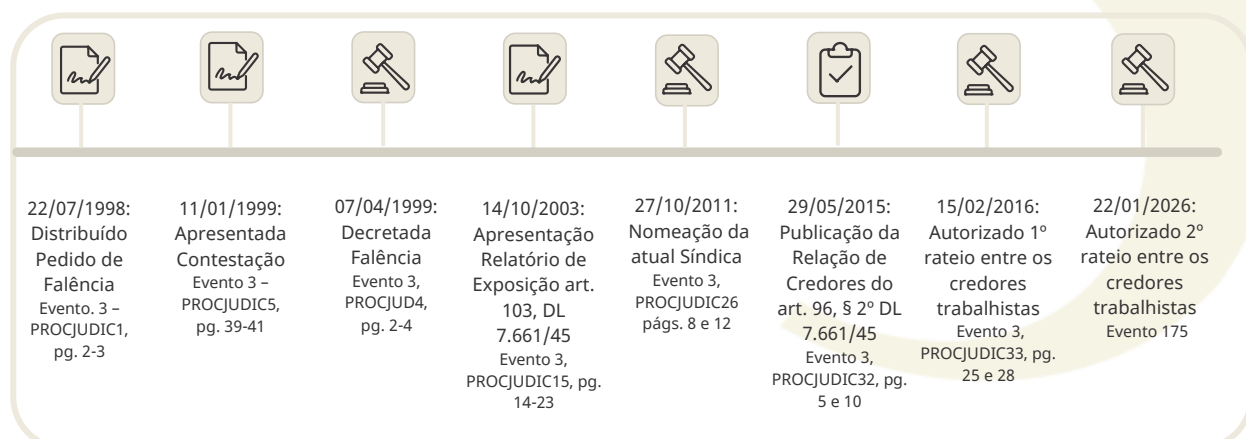 22/07/1998:
Distribuído
Pedido de
Falência
Evento. 3 –
PROCJUDIC1,
pg. 2-3
11/01/1999:
Apresentada
Contestação
Evento 3 –
PROCJUDIC5,
pg. 39-41
07/04/1999:
Decretada
Falência
Evento 3,
PROCJUD4,
pg. 2-4
14/10/2003:
Apresentação
Relatório de
Exposição art.
103, DL
7.661/45
Evento 3,
PROCJUDIC15, pg.
14-23
27/10/2011:
Nomeação da
atual Síndica
Evento 3,
PROCJUDIC26
págs. 8 e 12
29/05/2015:
Publicação da
Relação de
Credores do
art. 96, § 2º DL
7.661/45
Evento 3,
PROCJUDIC32, pg.
5 e 10
15/02/2016:
Autorizado 1º
rateio entre os
credores
trabalhistas
Evento 3,
PROCJUDIC33, pg.
25 e 28
22/01/2026:
Autorizado 2º
rateio entre os
credores
trabalhistas
Evento 175